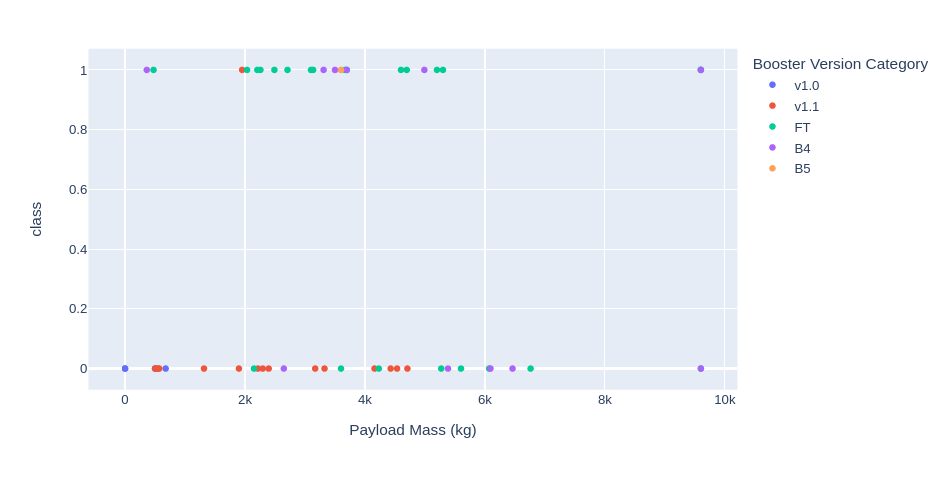 Booster Version Category
v1.0
v1.1
FT
B4
B5
1
0.8
0.6
0.4
0.2
0
class
0
2k
4k
6k
8k
10k
Payload Mass (kg)